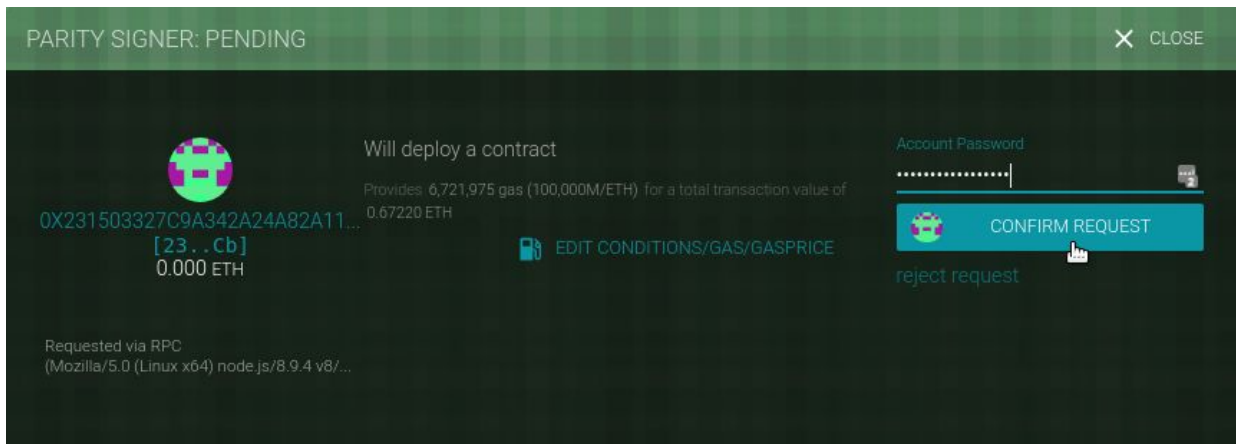 PARITY SIGNER: PENDING
CLOSE
Will deploy a contract
Provides 6,721,975 gas (100,000M/ETH) for a total transaction value of
0.67220 ETH
EDIT CONDITIONS/GAS/GASPRICE
0X231503327C9A342A24A82A11...
[23..Cb]
0.000 ETH
Requested via RPC
(Mozilla/5.0 (Linux x64) node.js/8.9.4 v8/...
Account Password
•••••••••••••••••
CONFIRM REQUEST
reject request